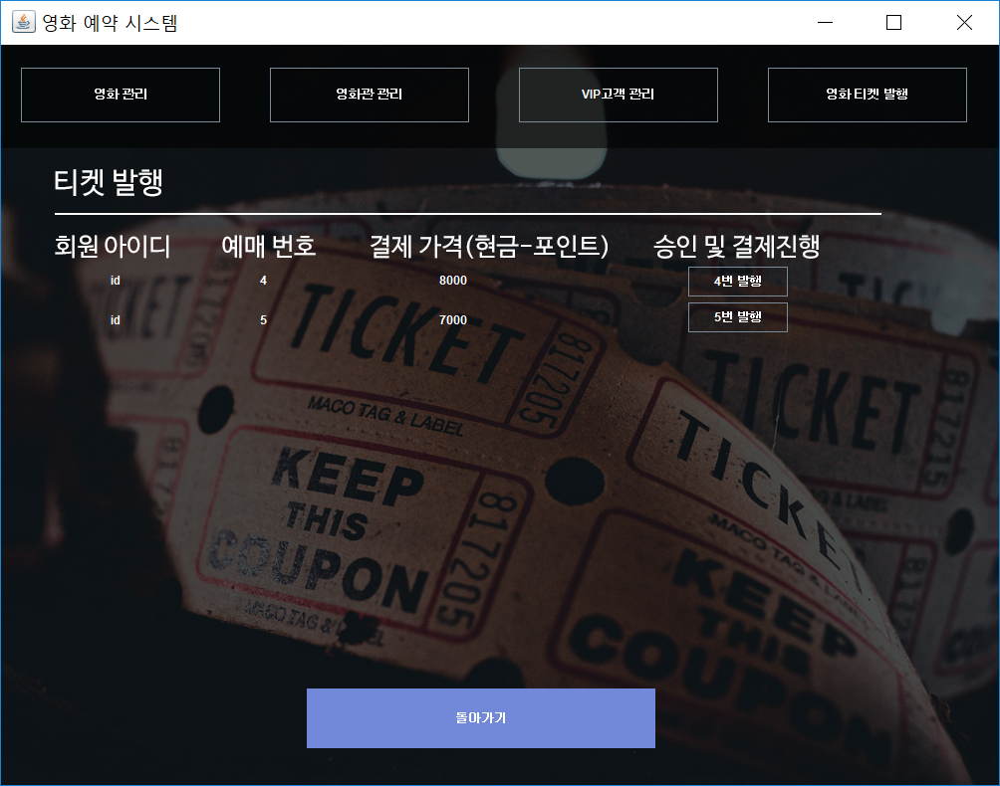 영화 예약 시스템
영화 관리 영화관 관리 VIP고객 관리 영화 티켓 발행
티켓 발행
회원 아이디 예매 번호 결제 가격(현금-포인트) 승인 및 결제진행
id 4 8000 4번 발행
id 5 7000 5번 발행
TICKET
TICKET
817205
MACO TAG & LABEL
TICKET
817215
TICKET
MACO TAG & LABEL
KEEP
THIS
COUPON
817205
MACO TAG & LABEL
KEEP
THIS
COUPON
돌아가기